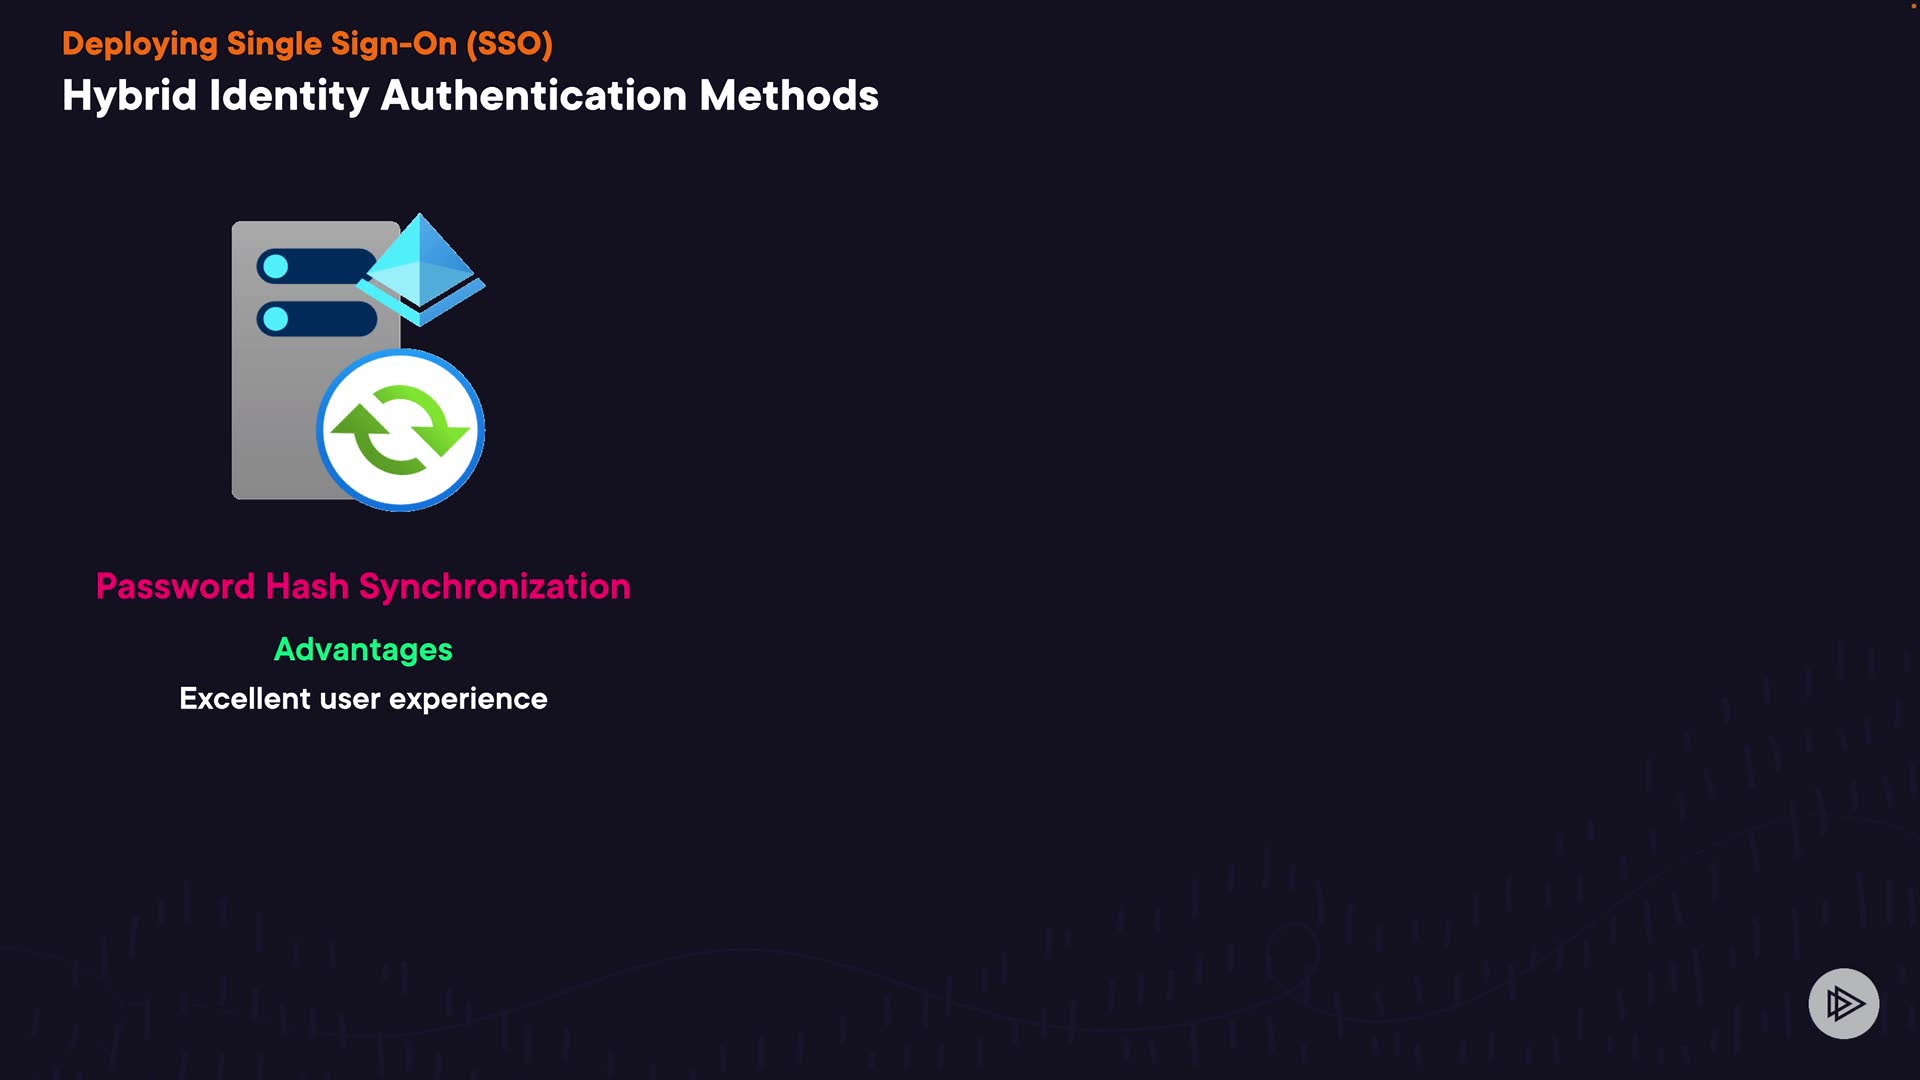 Deploying Single Sign-On (SSO)
Hybrid Identity Authentication Methods
Password Hash Synchronization
Advantages
Excellent user experience